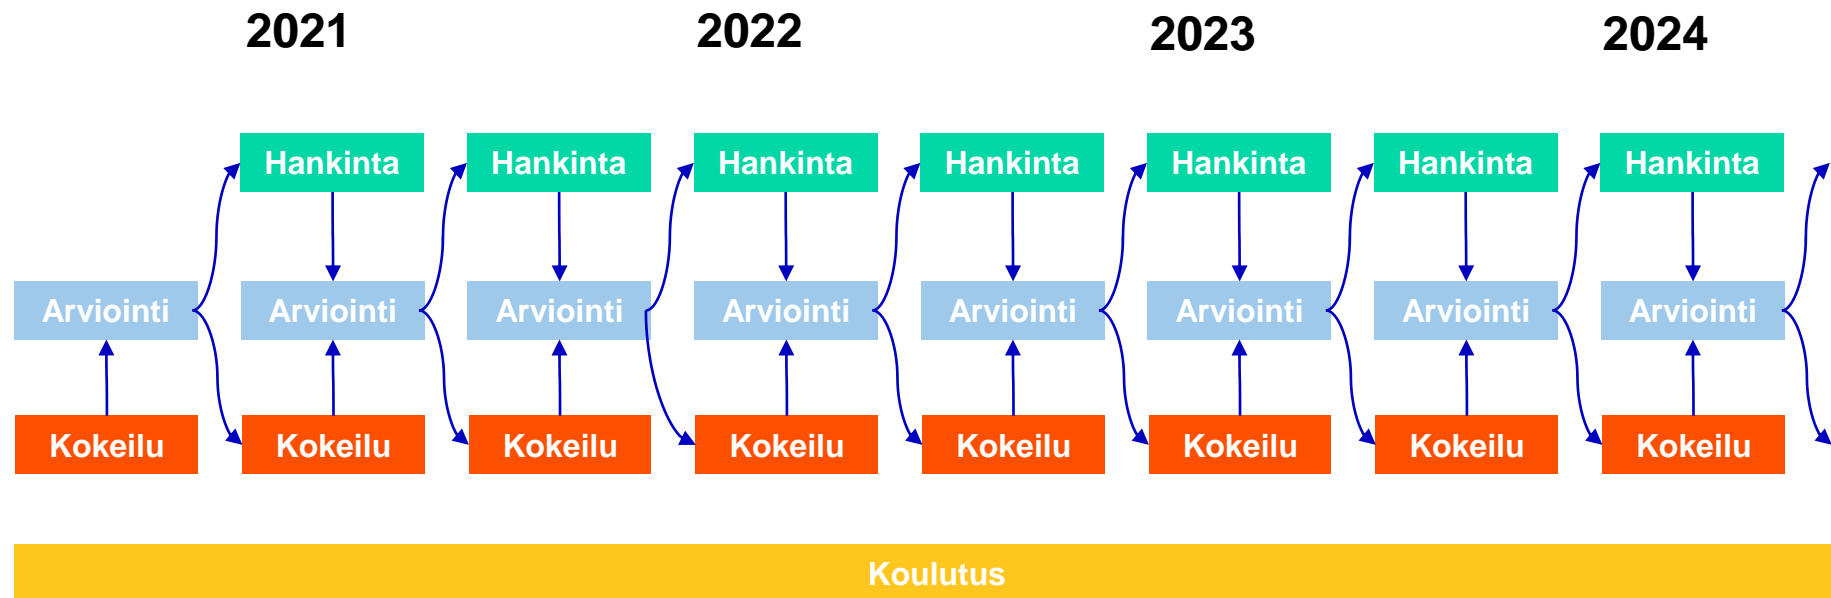 2021 2022 2023 2024
Hankinta Hankinta Hankinta Hankinta Hankinta Hankinta Hankinta
Arviointi Arviointi Arviointi Arviointi Arviointi Arviointi Arviointi Arviointi
Kokeilu Kokeilu Kokeilu Kokeilu Kokeilu Kokeilu Kokeilu Kokeilu
Koulutus